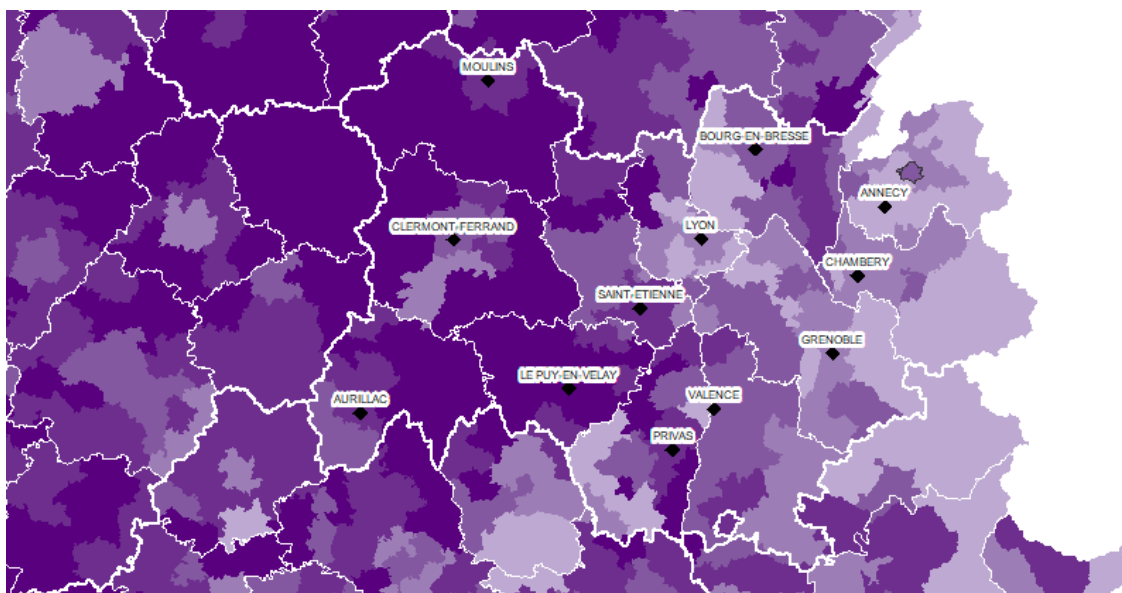 MOULINS
BOURG-EN-BRESSE
ANNECY
CLERMONT-FERRAND
LYON
CHAMBERY
SAINT-ETIENNE
GRENOBLE
LE PUY-EN-VELAY
AURILLAC
VALENCE
PRIVAS